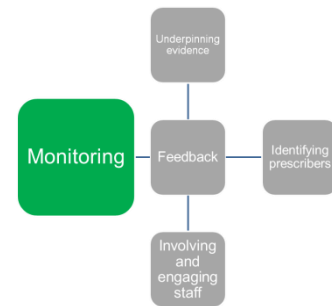 Underpinning
evidence
Monitoring
Feedback
Identifying
prescribers
Involving
and
engaging
staff